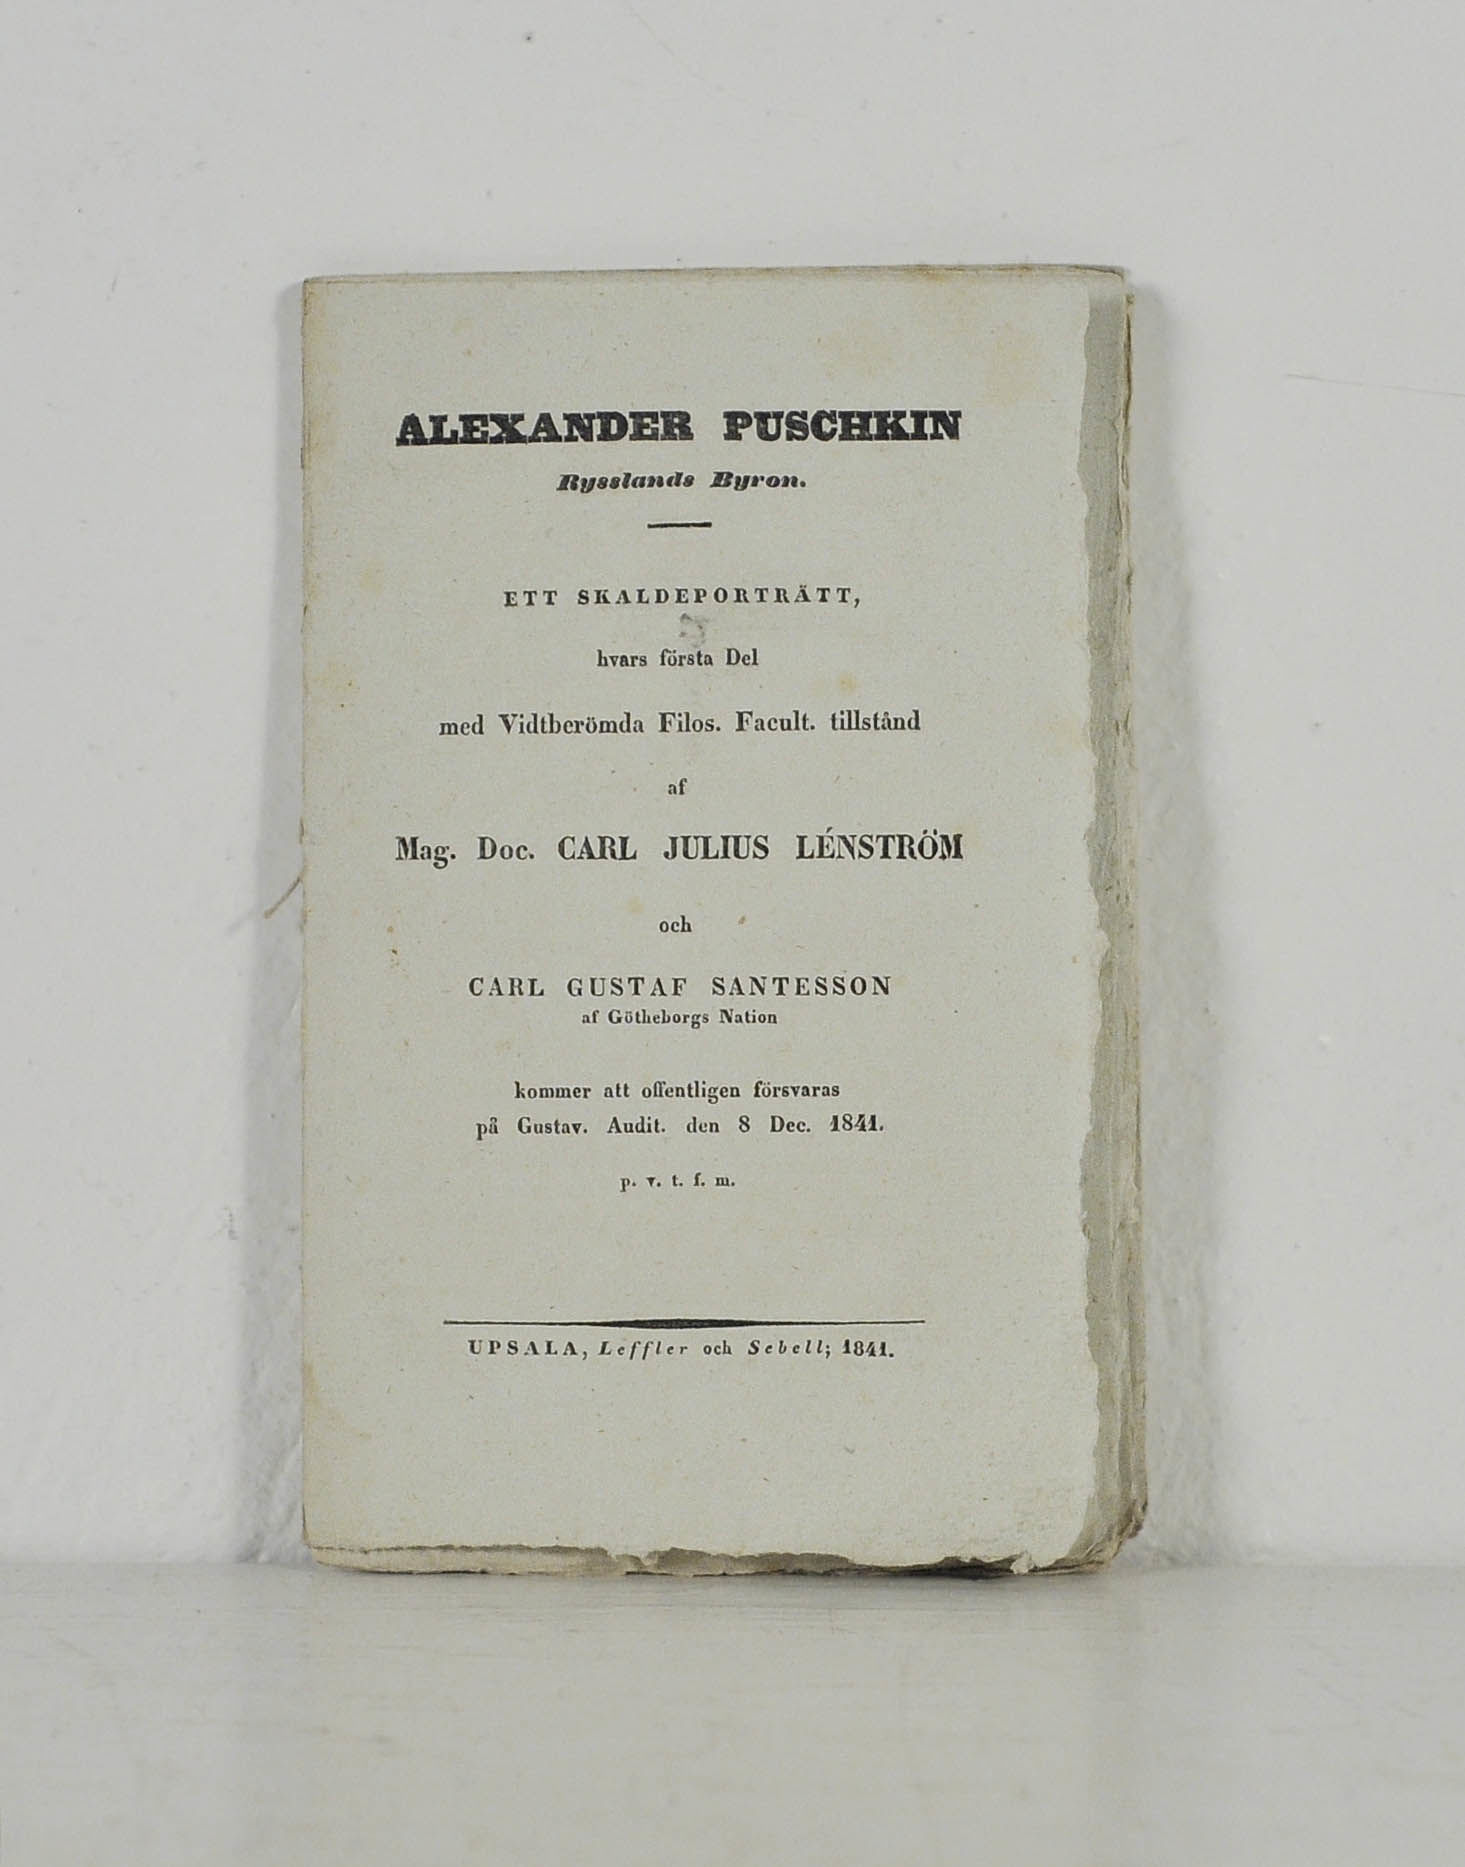 ALEXANDER PUSCHKIN
Rysslands Byron.
ETT SKALDEPORTRÄTT,
hvars första Del
med Vidtberömda Filos. Facult. tillstånd
af
Mag. Doc. CARL JULIUS LÉNSTRÖM
och
CARL GUSTAF SANTESSON
af Götheborgs Nation
kommer att offentligen försvaras
på Gustav. Audit. den 8 Dec. 1841.
p. v. t. f. m.
UPSALA, Leffler och Sebell; 1841.